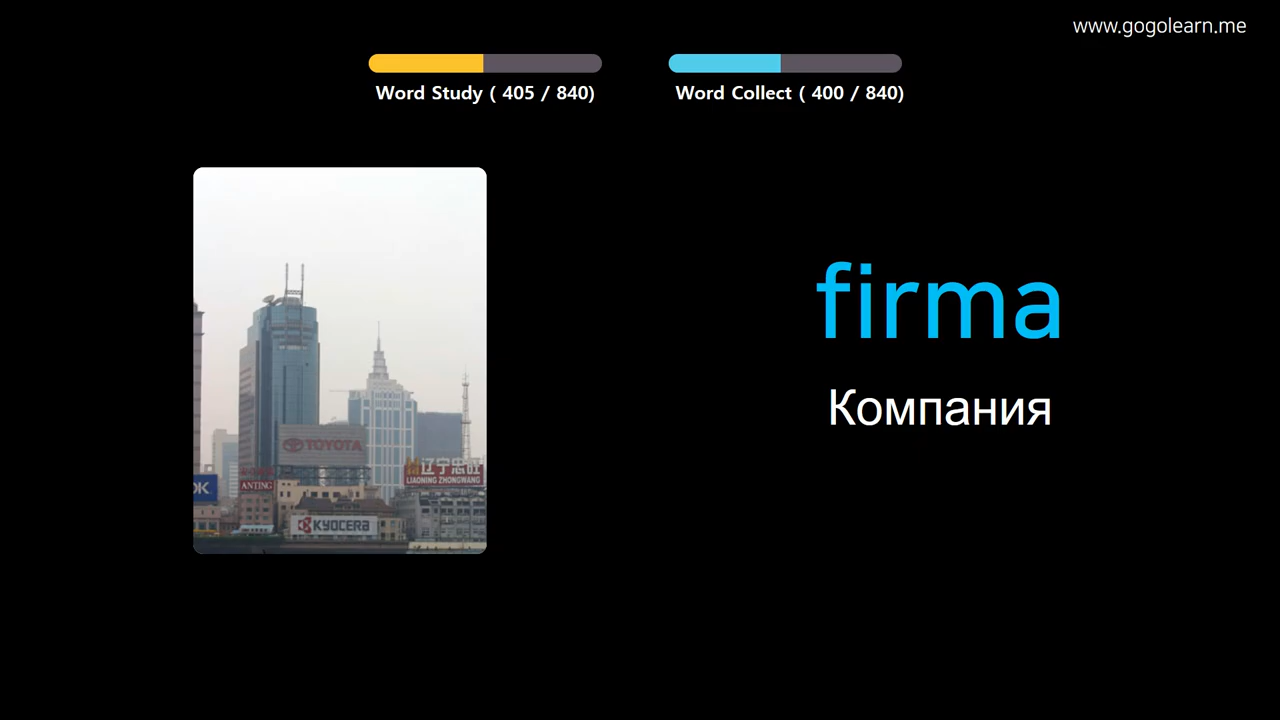 www.gogolearn.me
Word Study ( 405 / 840)
Word Collect ( 400 / 840)
firma
Компания
TOYOTA
辽宁忠旺
LIAONING ZHONGWANG
ANTING
OK
KYOCERA